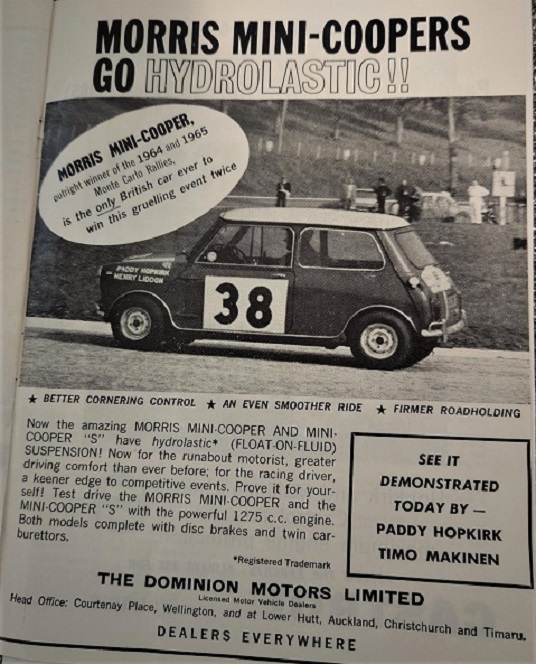 MORRIS MINI-COOPERS
GO HYDROLASTIC!!
MORRIS MINI-COOPER,
outright winner of the 1964 and 1965
Monte Carlo Rallies,
is the only British car ever to
win this gruelling event twice
PADDY HOPKIRK
HENRY LIDDON
38
★ BETTER CORNERING CONTROL ★ AN EVEN SMOOTHER RIDE ★ FIRMER ROADHOLDING
Now the amazing MORRIS MINI-COOPER AND MINI-
COOPER "S" have hydrolastic* (FLOAT-ON-FLUID)
SUSPENSION! Now for the runabout motorist, greater
driving comfort than ever before; for the racing driver,
a keener edge to competitive events. Prove it for your-
self! Test drive the MORRIS MINI-COOPER and the
MINI-COOPER "S" with the powerful 1275 c.c. engine.
Both models complete with disc brakes and twin car-
burettors.
*Registered Trademark
SEE IT
DEMONSTRATED
TODAY BY —
PADDY HOPKIRK
TIMO MAKINEN
THE DOMINION MOTORS LIMITED
Licensed Motor Vehicle Dealers
Head Office: Courtenay Place, Wellington, and at Lower Hutt, Auckland, Christchurch and Timaru.
DEALERS EVERYWHERE